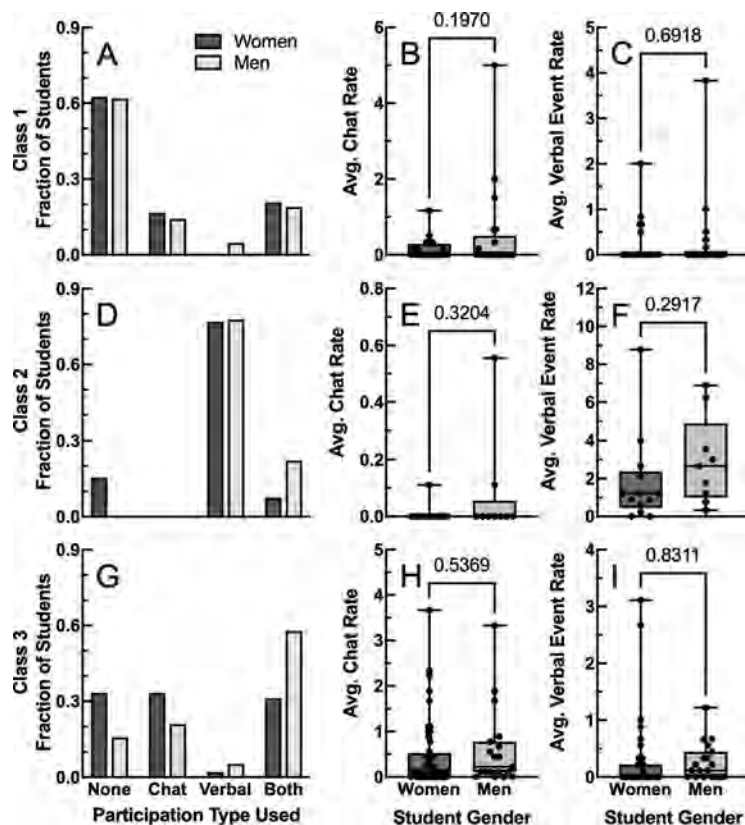 A
Women
Men
Class 1
Fraction of Students
0.9
0.6
0.3
0.0
B
0.1970
Avg. Chat Rate
6
4
2
0
C
0.6918
Avg. Verbal Event Rate
5
4
3
2
1
0
D
Class 2
Fraction of Students
0.9
0.6
0.3
0.0
E
0.3204
Avg. Chat Rate
0.8
0.6
0.4
0.2
0.0
F
0.2917
Avg. Verbal Event Rate
12
10
8
6
4
2
0
G
Class 3
Fraction of Students
0.9
0.6
0.3
0.0
None Chat Verbal Both
Participation Type Used
H
0.5369
Avg. Chat Rate
5
4
3
2
1
0
Women Men
Student Gender
I
0.8311
Avg. Verbal Event Rate
4
3
2
1
0
Women Men
Student Gender